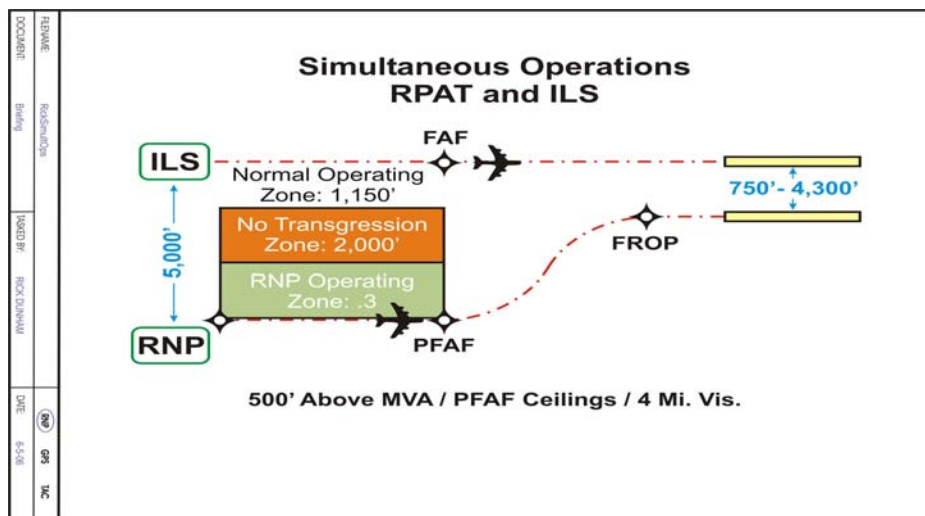 Simultaneous Operations
RPAT and ILS
FAF
ILS
Normal Operating
Zone: 1,150’
750’- 4,300’
No Transgression
Zone: 2,000’
5,000’
FROP
RNP Operating
Zone: .3
RNP
PFAF
500’ Above MVA / PFAF Ceilings / 4 Mi. Vis.
FILENAME: RickSimultOps
DOCUMENT: Briefing
TASKED BY: RICK DUNHAM
DATE: 6-5-06
RNP GPS TAC